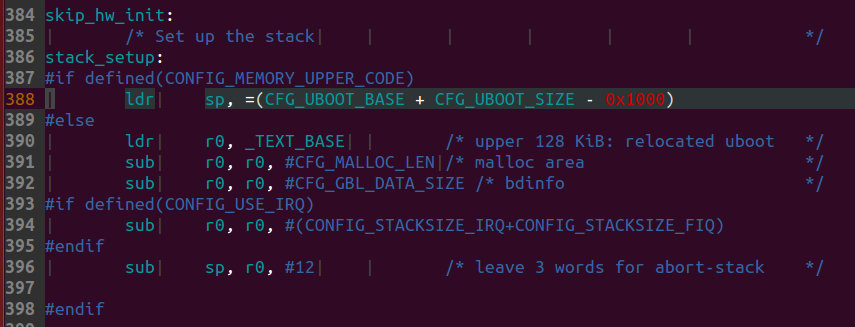 384 skip_hw_init:
385 /* Set up the stack */
386 stack_setup:
387 #if defined(CONFIG_MEMORY_UPPER_CODE)
388 ldr sp, =(CFG_UBOOT_BASE + CFG_UBOOT_SIZE - 0x1000)
389 #else
390 ldr r0, _TEXT_BASE /* upper 128 KiB: relocated uboot */
391 sub r0, r0, #CFG_MALLOC_LEN /* malloc area */
392 sub r0, r0, #CFG_GBL_DATA_SIZE /* bdinfo */
393 #if defined(CONFIG_USE_IRQ)
394 sub r0, r0, #(CONFIG_STACKSIZE_IRQ+CONFIG_STACKSIZE_FIQ)
395 #endif
396 sub sp, r0, #12 /* leave 3 words for abort-stack */
397
398 #endif